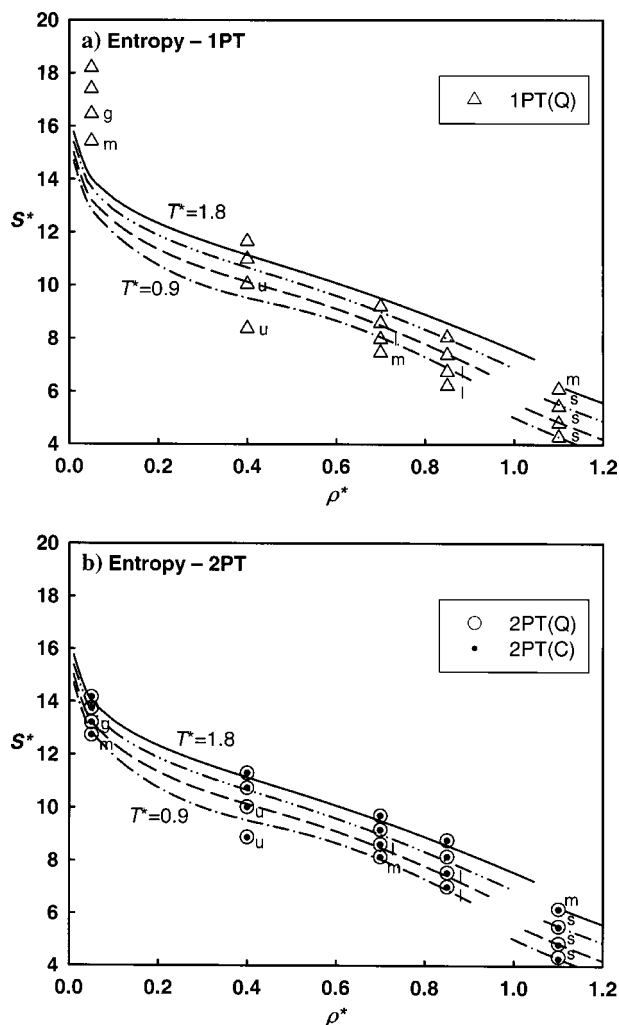 a) Entropy – 1PT
20
18
16
14
12
10
8
6
4
S*
△ 1PT(Q)
g
m
T*=1.8
T*=0.9
u
u
l
m
l
l
m
s
s
s
0.0 0.2 0.4 0.6 0.8 1.0 1.2
ρ*
b) Entropy – 2PT
20
18
16
14
12
10
8
6
4
S*
2PT(Q)
2PT(C)
g
m
T*=1.8
T*=0.9
u
u
l
m
l
l
m
s
s
s
0.0 0.2 0.4 0.6 0.8 1.0 1.2
ρ*